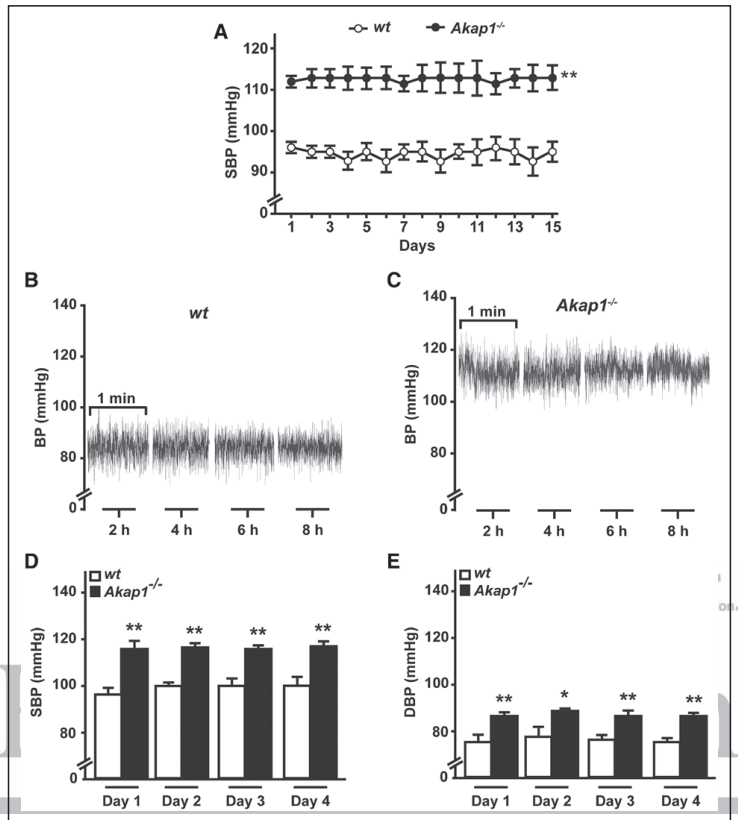 A
wt Akap1-/-
120
110
100
90
0
SBP (mmHg)
**
1 3 5 7 9 11 13 15
Days
B
wt
140
120
100
80
0
BP (mmHg)
1 min
2 h 4 h 6 h 8 h
C
Akap1-/-
140
120
100
80
0
BP (mmHg)
1 min
2 h 4 h 6 h 8 h
D
wt
Akap1-/-
140
120
100
80
0
SBP (mmHg)
** ** ** **
Day 1 Day 2 Day 3 Day 4
E
wt
Akap1-/-
140
120
100
80
0
DBP (mmHg)
** * ** **
Day 1 Day 2 Day 3 Day 4